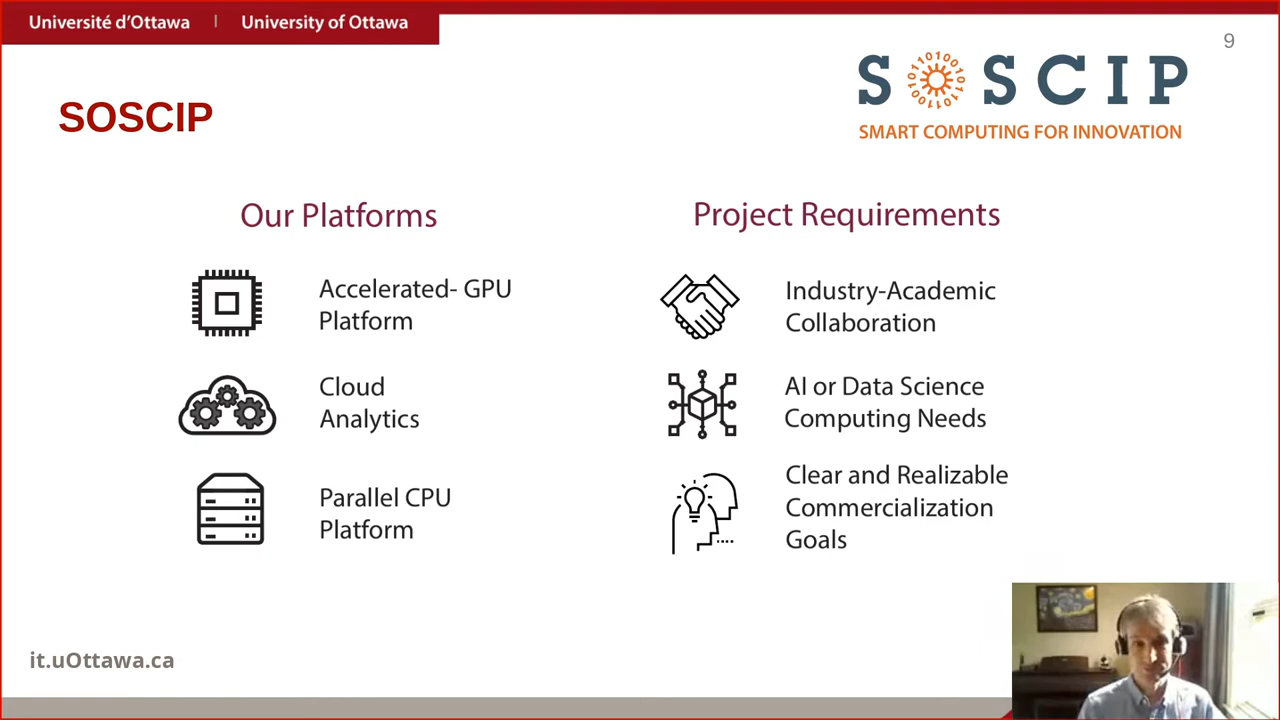 Université d'Ottawa | University of Ottawa
9
SOSCIP
SMART COMPUTING FOR INNOVATION
SOSCIP
Our Platforms
Accelerated- GPU
Platform
Cloud
Analytics
Parallel CPU
Platform
Project Requirements
Industry-Academic
Collaboration
AI or Data Science
Computing Needs
Clear and Realizable
Commercialization
Goals
it.uOttawa.ca